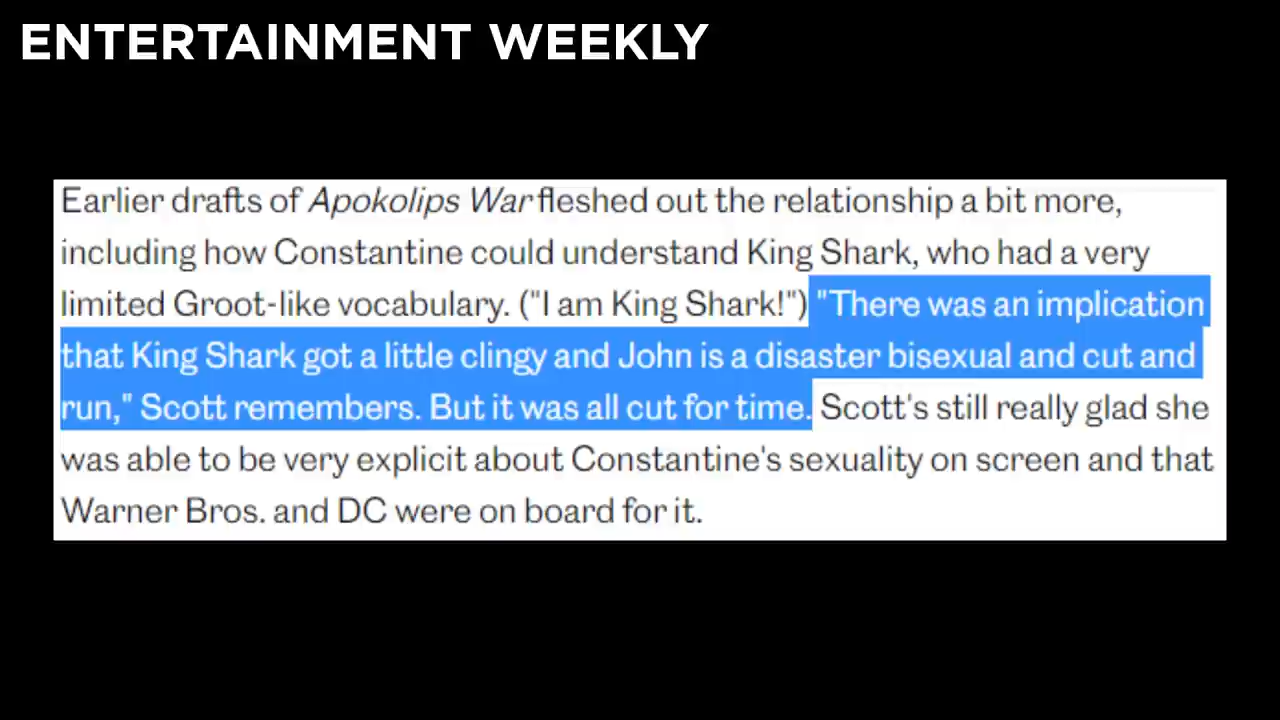 ENTERTAINMENT WEEKLY
Earlier drafts of Apokolips War fleshed out the relationship a bit more,
including how Constantine could understand King Shark, who had a very
limited Groot-like vocabulary. ("I am King Shark!") "There was an implication
that King Shark got a little clingy and John is a disaster bisexual and cut and
run," Scott remembers. But it was all cut for time. Scott's still really glad she
was able to be very explicit about Constantine's sexuality on screen and that
Warner Bros. and DC were on board for it.